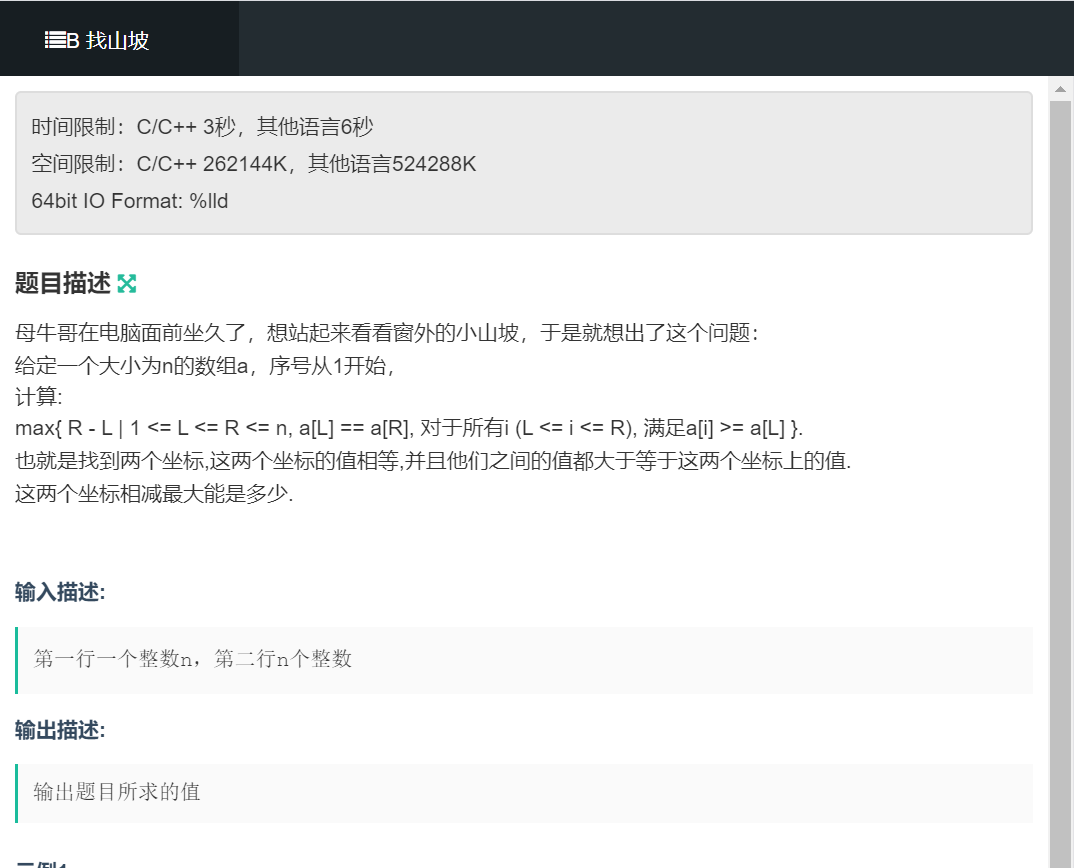 B 找山坡
时间限制：C/C++ 3秒，其他语言6秒
空间限制：C/C++ 262144K，其他语言524288K
64bit IO Format: %lld
题目描述
母牛哥在电脑面前坐久了，想站起来看看窗外的小山坡，于是就想出了这个问题：
给定一个大小为n的数组a，序号从1开始，
计算:
max{ R - L | 1 <= L <= R <= n, a[L] == a[R], 对于所有i (L <= i <= R), 满足a[i] >= a[L] }.
也就是找到两个坐标,这两个坐标的值相等,并且他们之间的值都大于等于这两个坐标上的值.
这两个坐标相减最大能是多少.
输入描述:
第一行一个整数n，第二行n个整数
输出描述:
输出题目所求的值